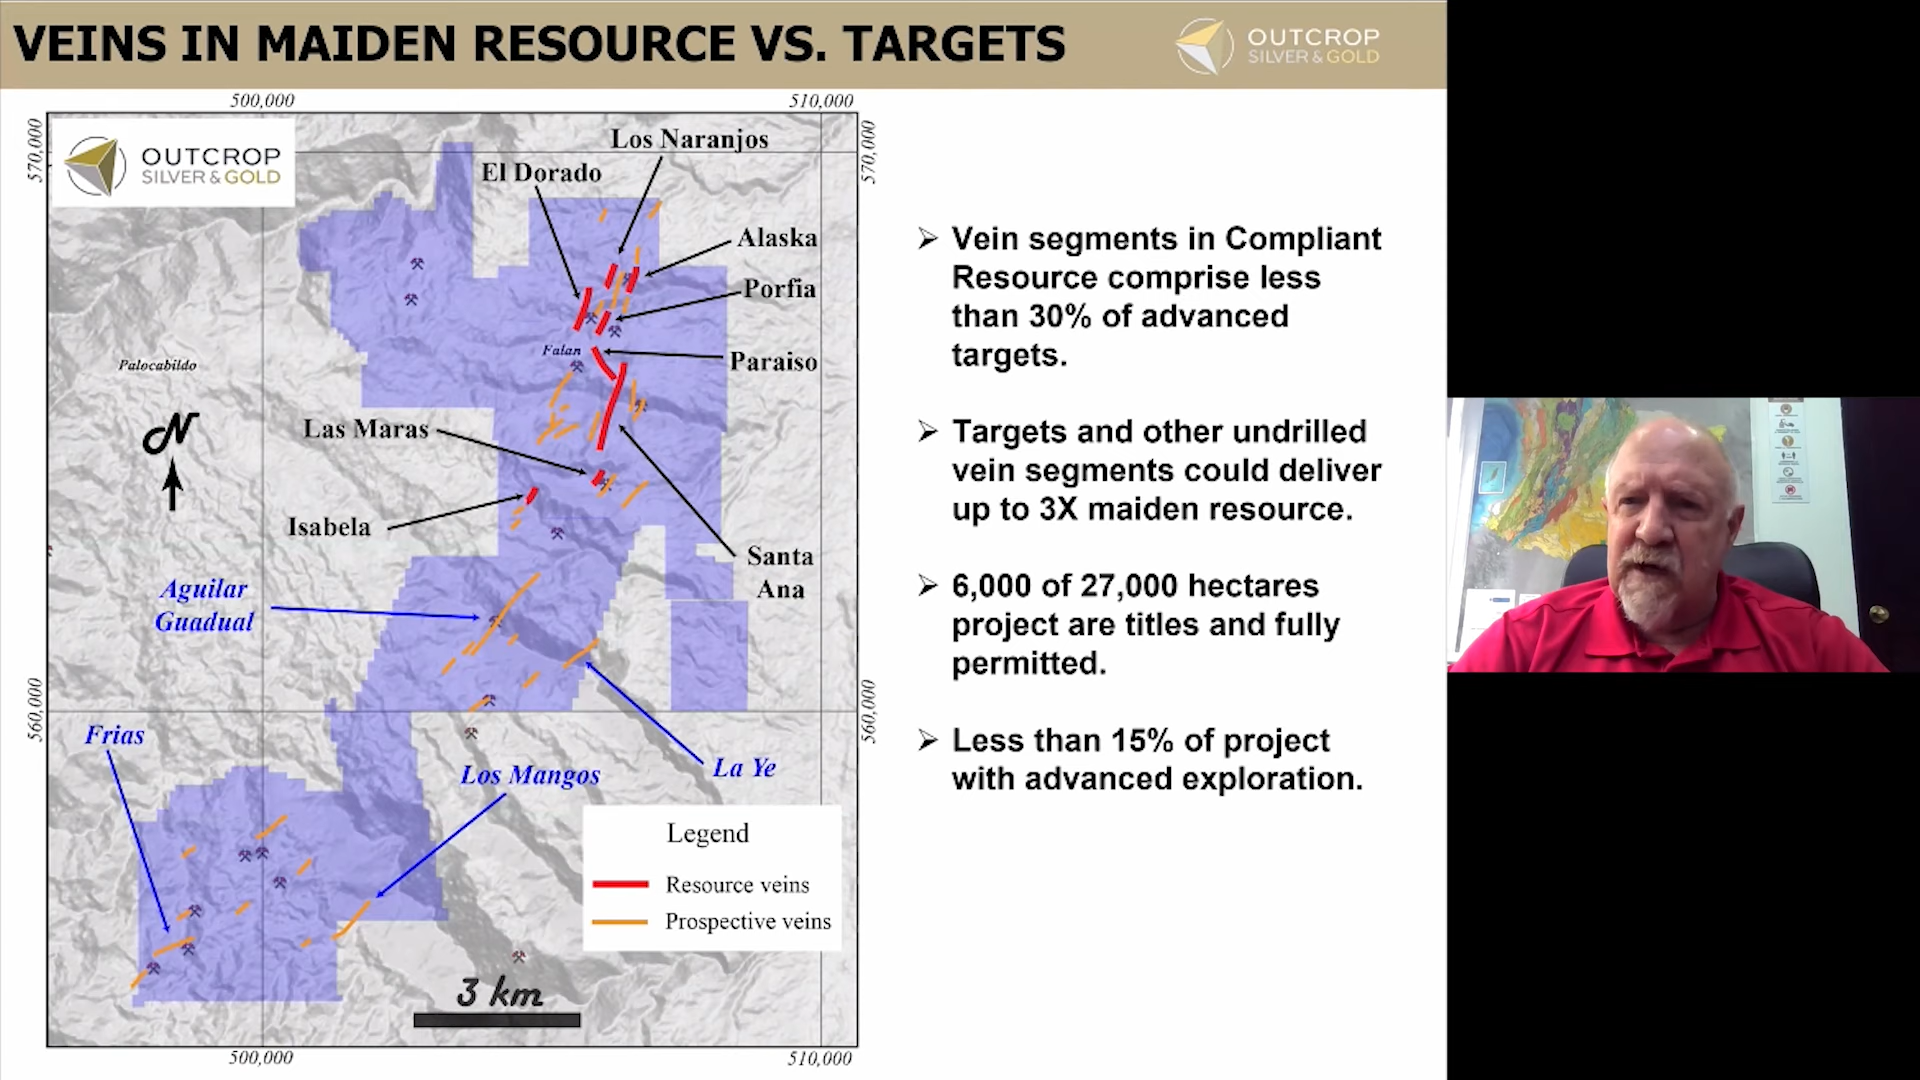 VEINS IN MAIDEN RESOURCE VS. TARGETS
OUTCROP
SILVER & GOLD
500,000
510,000
570,000
570,000
OUTCROP
SILVER & GOLD
Los Naranjos
El Dorado
Alaska
Porfia
Falan
Paraiso
Palocabildo
N
Las Maras
Isabela
Santa
Ana
Aguilar
Guadual
560,000
560,000
Frias
Los Mangos
La Ye
Legend
Resource veins
Prospective veins
3 km
500,000
510,000
➢ Vein segments in Compliant
Resource comprise less
than 30% of advanced
targets.
➢ Targets and other undrilled
vein segments could deliver
up to 3X maiden resource.
➢ 6,000 of 27,000 hectares
project are titles and fully
permitted.
➢ Less than 15% of project
with advanced exploration.